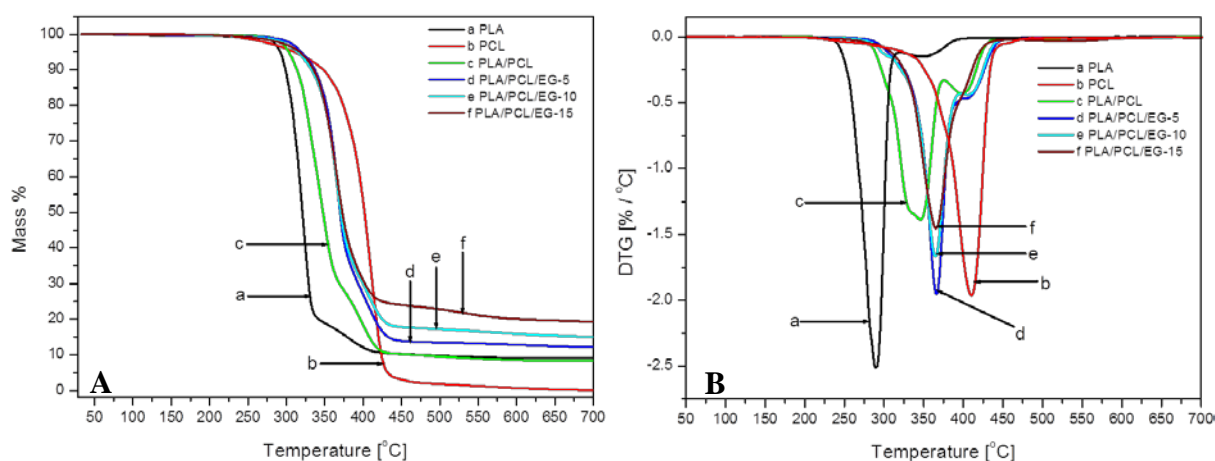 100
90
80
70
60
50
40
30
20
10
0
Mass %
50 100 150 200 250 300 350 400 450 500 550 600 650 700
Temperature [°C]
a PLA
b PCL
c PLA/PCL
d PLA/PCL/EG-5
e PLA/PCL/EG-10
f PLA/PCL/EG-15
c
a
b
d
e
f
A
0.0
-0.5
-1.0
-1.5
-2.0
-2.5
DTG [% / °C]
50 100 150 200 250 300 350 400 450 500 550 600 650 700
Temperature [°C]
a PLA
b PCL
c PLA/PCL
d PLA/PCL/EG-5
e PLA/PCL/EG-10
f PLA/PCL/EG-15
c
a
f
e
b
d
B